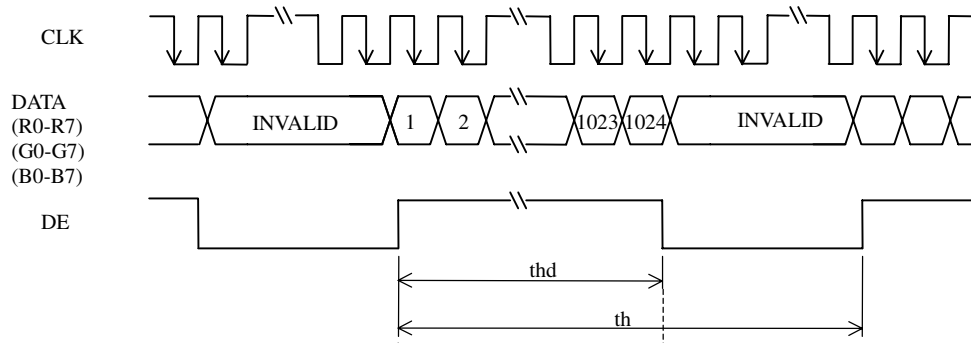 CLK
DATA
(R0-R7)
(G0-G7)
(B0-B7)
INVALID 1 2 1023 1024 INVALID
DE
thd
th